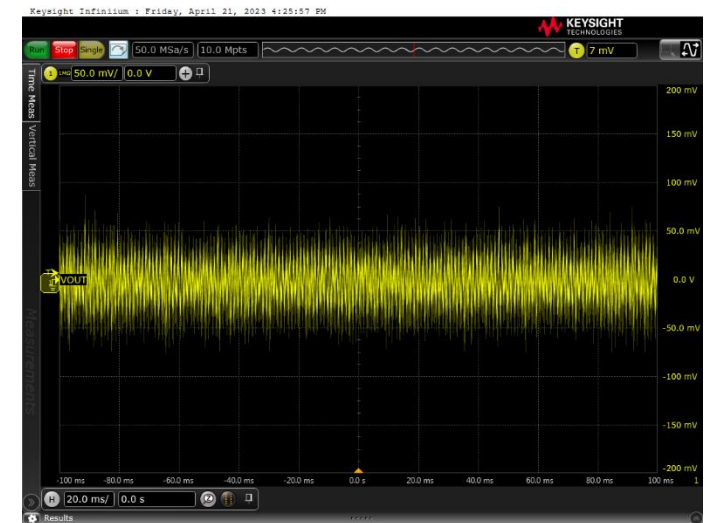 Keysight Infiniium : Friday, April 21, 2023 4:25:57 PM
KEYSIGHT
TECHNOLOGIES
Run Stop Single 50.0 MSa/s 10.0 Mpts T 7 mV
1 1MΩ 50.0 mV/ 0.0 V
Time Meas
Vertical Meas
Measurements
200 mV
150 mV
100 mV
50.0 mV
0.0 V
-50.0 mV
-100 mV
-150 mV
-200 mV
VOUT
-100 ms -80.0 ms -60.0 ms -40.0 ms -20.0 ms 0.0 s 20.0 ms 40.0 ms 60.0 ms 80.0 ms 100 ms 1
H 20.0 ms/ 0.0 s
Results